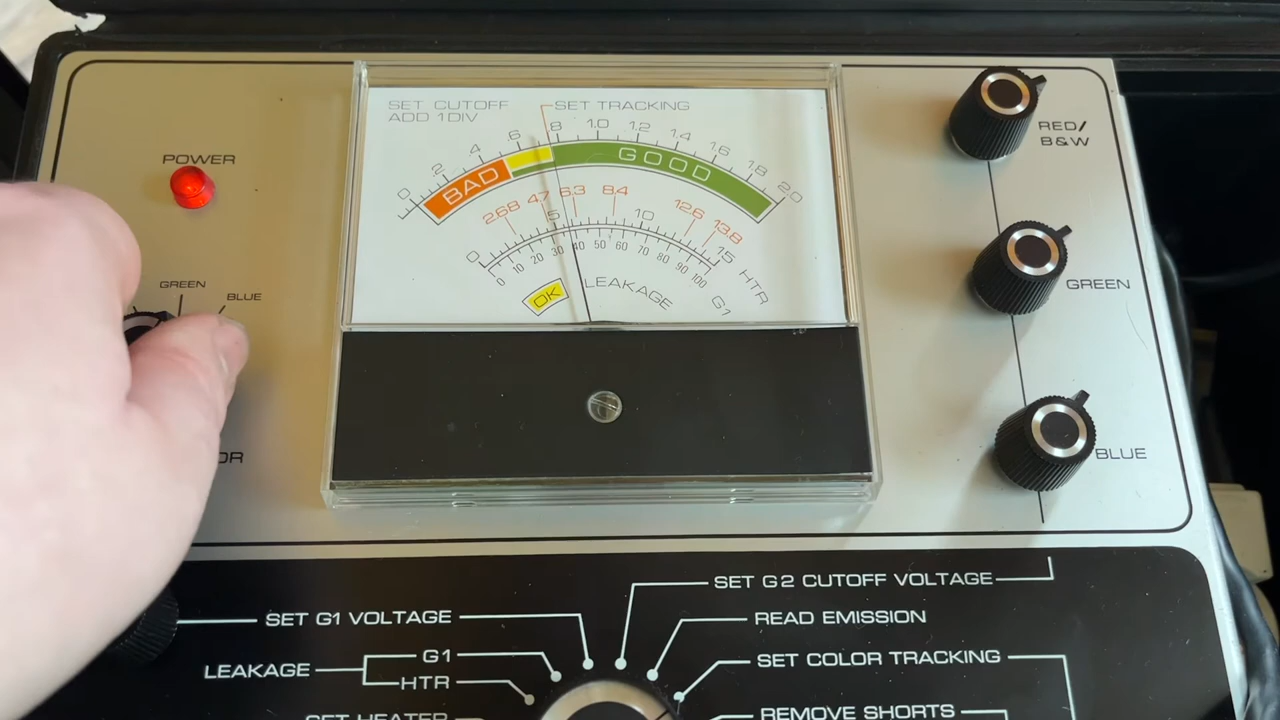 SET CUTOFF
ADD 1DIV
SET TRACKING
0 2 4 6 8 1.0 1.2 1.4 1.6 1.8 2.0
BAD GOOD
2.68 4.7 6.3 8.4 12.6 13.8
0 5 10 15 HTR
0 10 20 30 40 50 60 70 80 90 100 G1
OK LEAKAGE
POWER
GREEN
BLUE
OR
RED/
B&W
GREEN
BLUE
SET G2 CUTOFF VOLTAGE
SET G1 VOLTAGE
READ EMISSION
LEAKAGE
G1
HTR
SET COLOR TRACKING
SET HEATER
REMOVE SHORTS